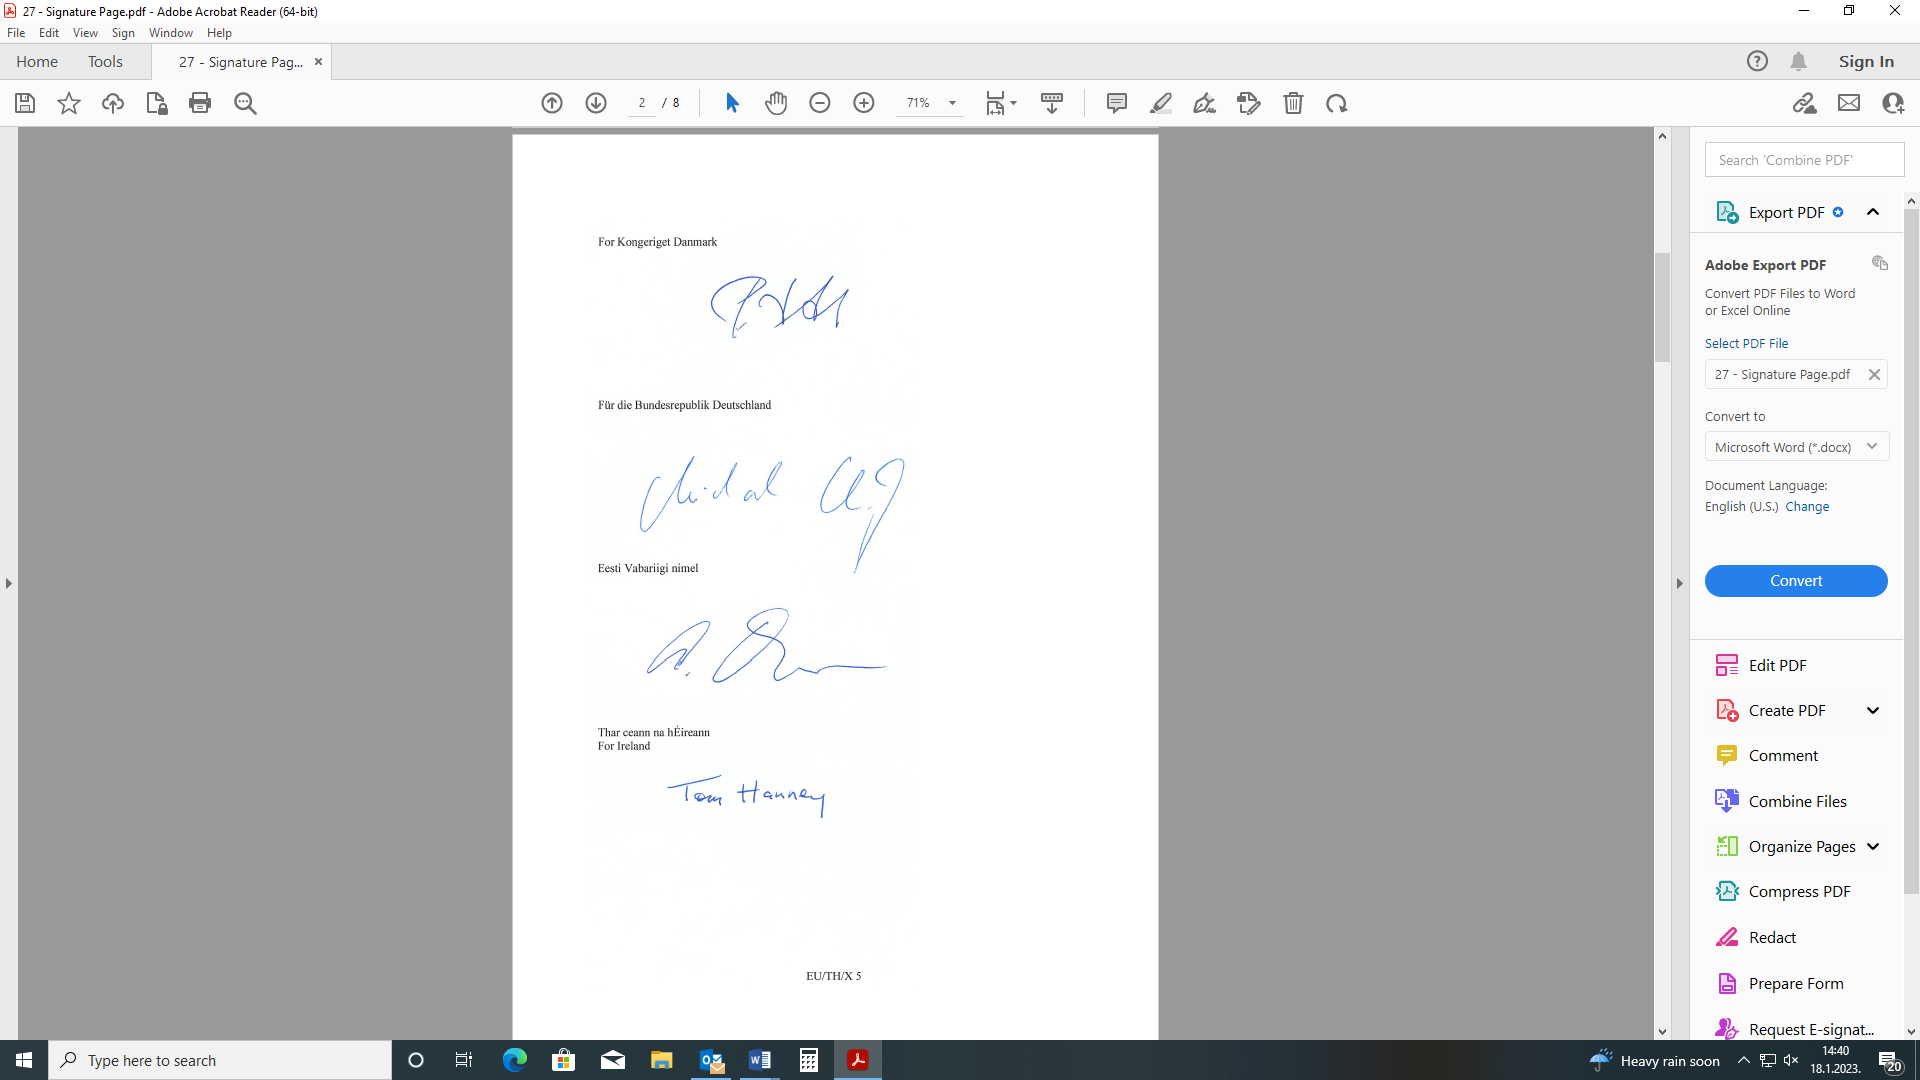 27 - Signature Page.pdf - Adobe Acrobat Reader (64-bit)
File Edit View Sign Window Help
Home Tools 27 - Signature Pag... Sign In
2 / 8 71%
For Kongeriget Danmark
Für die Bundesrepublik Deutschland
Eesti Vabariigi nimel
Thar ceann na hÉireann
For Ireland
Tom Hanney
EU/TH/X 5
Search 'Combine PDF'
Export PDF
Adobe Export PDF
Convert PDF Files to Word
or Excel Online
Select PDF File
27 - Signature Page.pdf
Convert to
Microsoft Word (*.docx)
Document Language:
English (U.S.) Change
Convert
Edit PDF
Create PDF
Comment
Combine Files
Organize Pages
Compress PDF
Redact
Prepare Form
Request E-signat...
Type here to search
Heavy rain soon
14:40
18.1.2023.
20